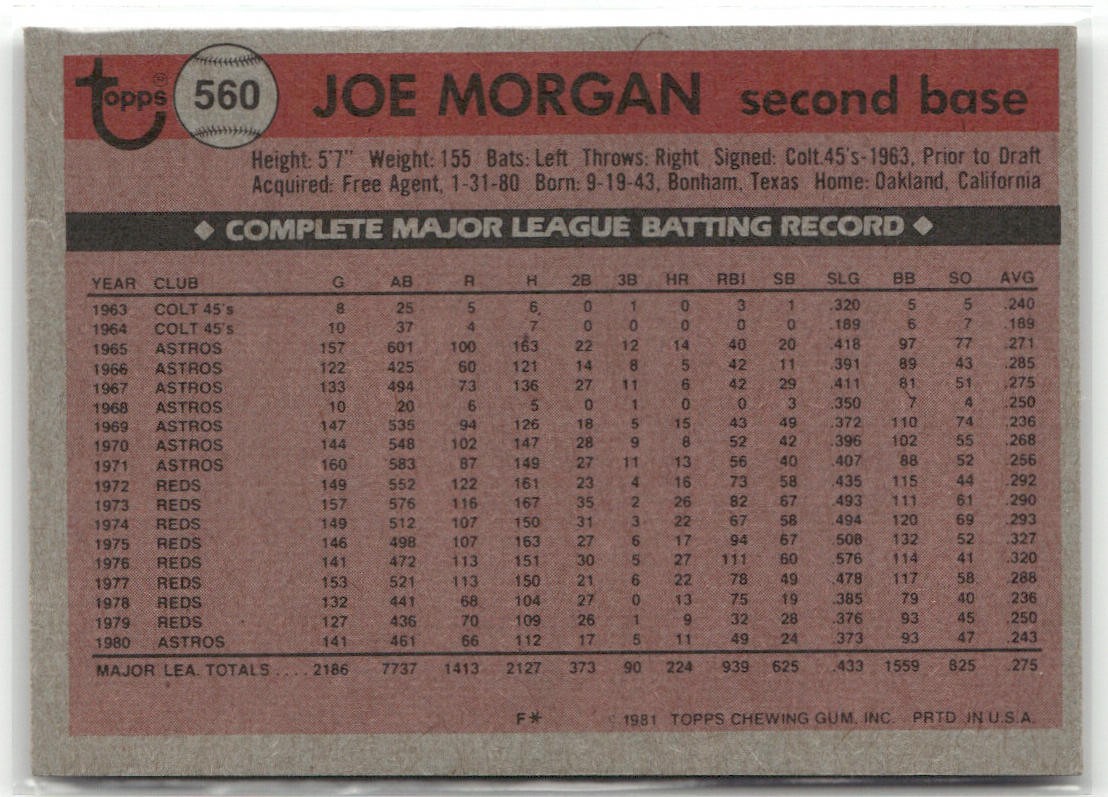 topps® 560 JOE MORGAN second base
Height: 5'7" Weight: 155 Bats: Left Throws: Right Signed: Colt.45's-1963, Prior to Draft
Acquired: Free Agent, 1-31-80 Born: 9-19-43, Bonham, Texas Home: Oakland, California
◆ COMPLETE MAJOR LEAGUE BATTING RECORD ◆
YEAR CLUB G AB R H 2B 3B HR RBI SB SLG BB SO AVG
1963 COLT 45's 8 25 5 6 0 1 0 3 1 .320 5 5 .240
1964 COLT 45's 10 37 4 7 0 0 0 0 0 .189 6 7 .189
1965 ASTROS 157 601 100 163 22 12 14 40 20 .418 97 77 .271
1966 ASTROS 122 425 60 121 14 8 5 42 11 .391 89 43 .285
1967 ASTROS 133 494 73 136 27 11 6 42 29 .411 81 51 .275
1968 ASTROS 10 20 6 5 0 1 0 0 3 .350 7 4 .250
1969 ASTROS 147 535 94 126 18 5 15 43 49 .372 110 74 .236
1970 ASTROS 144 548 102 147 28 9 8 52 42 .396 102 55 .268
1971 ASTROS 160 583 87 149 27 11 13 56 40 .407 88 52 .256
1972 REDS 149 552 122 161 23 4 16 73 58 .435 115 44 .292
1973 REDS 157 576 116 167 35 2 26 82 67 .493 111 61 .290
1974 REDS 149 512 107 150 31 3 22 67 58 .494 120 69 .293
1975 REDS 146 498 107 163 27 6 17 94 67 .508 132 52 .327
1976 REDS 141 472 113 151 30 5 27 111 60 .576 114 41 .320
1977 REDS 153 521 113 150 21 6 22 78 49 .478 117 58 .288
1978 REDS 132 441 68 104 27 0 13 75 19 .385 79 40 .236
1979 REDS 127 436 70 109 26 1 9 32 28 .376 93 45 .250
1980 ASTROS 141 461 66 112 17 5 11 49 24 .373 93 47 .243
MAJOR LEA. TOTALS .... 2186 7737 1413 2127 373 90 224 939 625 .433 1559 825 .275
F* © 1981 TOPPS CHEWING GUM, INC. PRTD IN U.S.A.